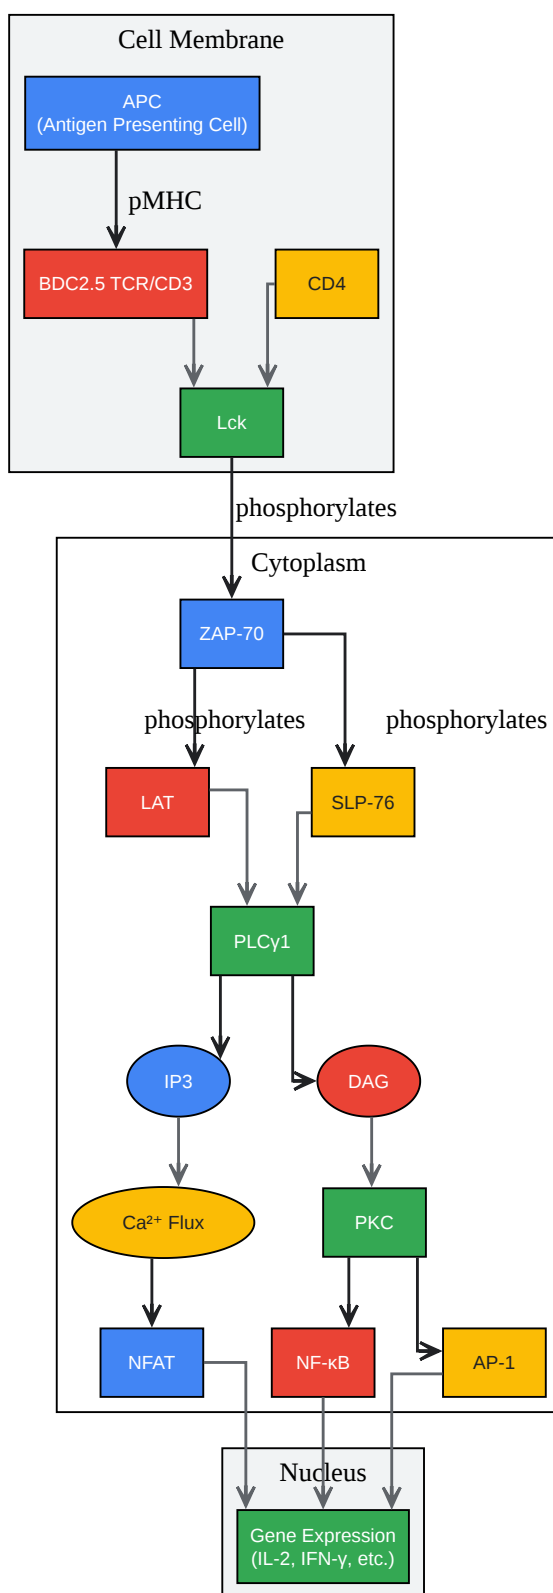 Cell Membrane
APC
(Antigen Presenting Cell)
pMHC
BDC2.5 TCR/CD3
CD4
Lck
phosphorylates
Cytoplasm
ZAP-70
phosphorylates
phosphorylates
LAT
SLP-76
PLCγ1
IP3
DAG
Ca²⁺ Flux
PKC
NFAT
NF-κB
AP-1
Nucleus
Gene Expression
(IL-2, IFN-γ, etc.)